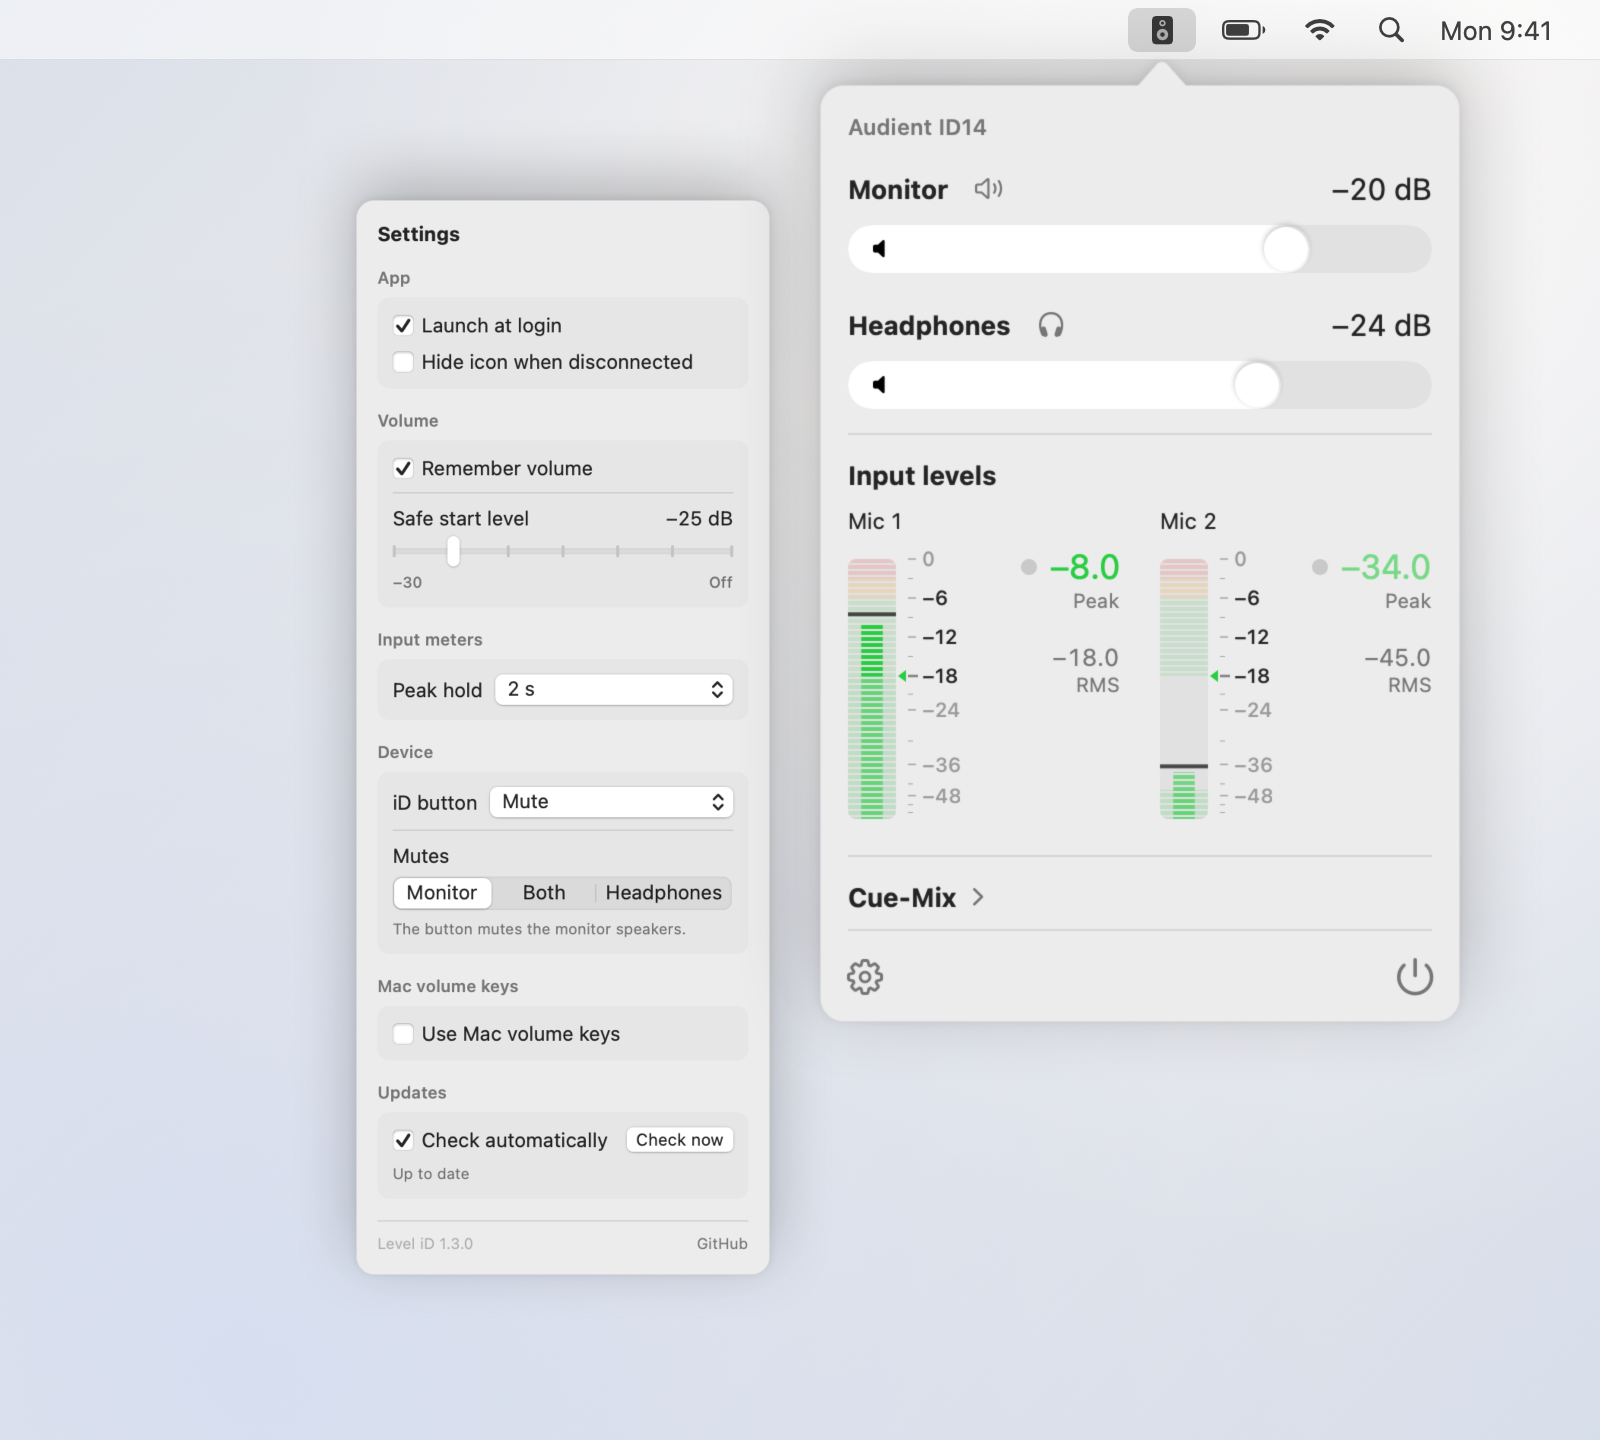 Mon 9:41
Settings
App
Launch at login
Hide icon when disconnected
Volume
Remember volume
Safe start level −25 dB
−30 Off
Input meters
Peak hold 2 s
Device
iD button Mute
Mutes
Monitor Both Headphones
The button mutes the monitor speakers.
Mac volume keys
Use Mac volume keys
Updates
Check automatically Check now
Up to date
Level iD 1.3.0 GitHub
Audient ID14
Monitor −20 dB
Headphones −24 dB
Input levels
Mic 1
0
−6
−12
−18
−24
−36
−48
−8.0
Peak
−18.0
RMS
Mic 2
0
−6
−12
−18
−24
−36
−48
−34.0
Peak
−45.0
RMS
Cue-Mix